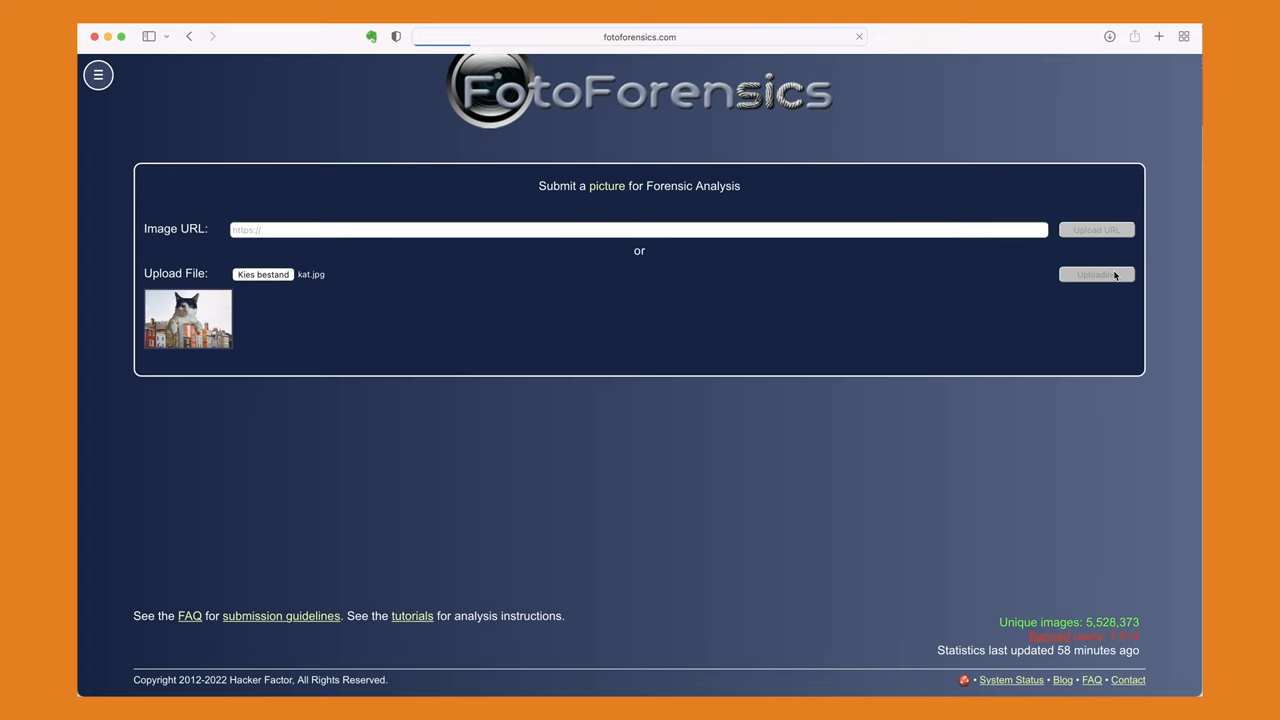 fotoforensics.com
FotoForensics
Submit a picture for Forensic Analysis
Image URL: https:// Upload URL
or
Upload File: Kies bestand kat.jpg
See the FAQ for submission guidelines. See the tutorials for analysis instructions.
Unique images: 5,528,373
Banned users:
Statistics last updated 58 minutes ago
Copyright 2012-2022 Hacker Factor, All Rights Reserved.
• System Status • Blog • FAQ • Contact